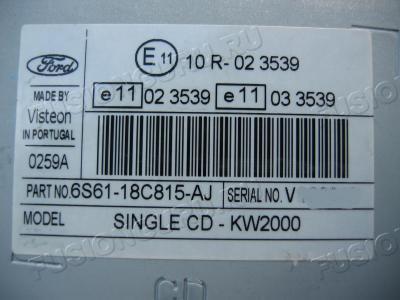 Ford
E 11 10 R- 02 3539
MADE BY
Visteon
IN PORTUGAL
e 11 02 3539 e 11 03 3539
0259A
PART NO. 6S61-18C815-AJ SERIAL NO. V
MODEL SINGLE CD - KW2000
CD